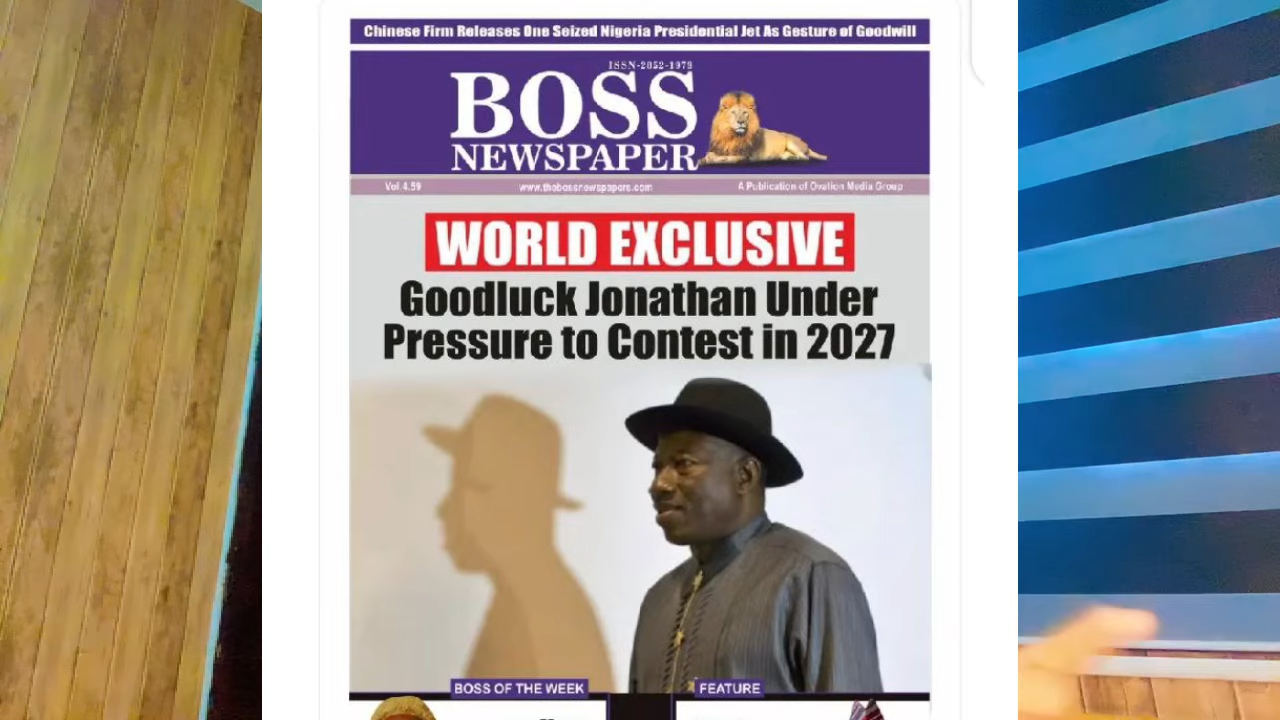 Chinese Firm Releases One Seized Nigeria Presidential Jet As Gesture of Goodwill
ISSN-2052-1979
BOSS
NEWSPAPER
Vol.4.59
www.thebossnewspapers.com
A Publication of Ovation Media Group
WORLD EXCLUSIVE
Goodluck Jonathan Under
Pressure to Contest in 2027
BOSS OF THE WEEK
FEATURE